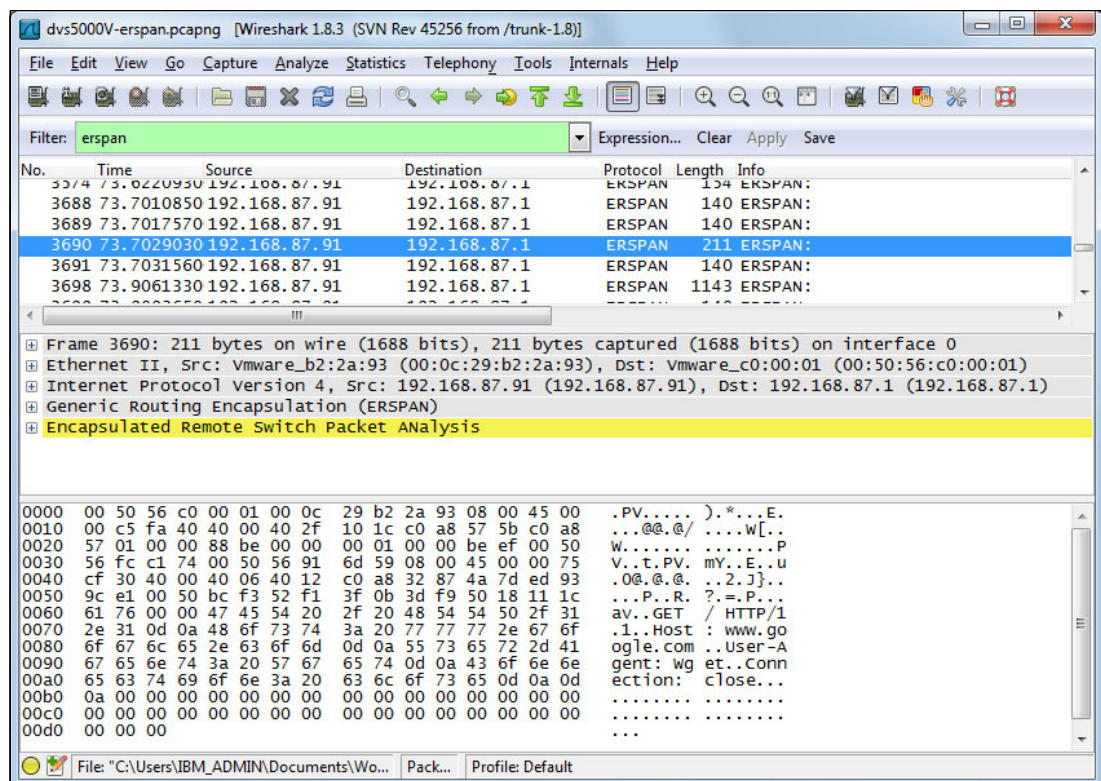 dvs5000V-erspan.pcapng [Wireshark 1.8.3 (SVN Rev 45256 from /trunk-1.8)]
File Edit View Go Capture Analyze Statistics Telephony Tools Internals Help
Filter: erspan Expression... Clear Apply Save
No. Time Source Destination Protocol Length Info
3574 73.6220930 192.168.87.91 192.168.87.1 ERSPAN 154 ERSPAN:
3688 73.7010850 192.168.87.91 192.168.87.1 ERSPAN 140 ERSPAN:
3689 73.7017570 192.168.87.91 192.168.87.1 ERSPAN 140 ERSPAN:
3690 73.7029030 192.168.87.91 192.168.87.1 ERSPAN 211 ERSPAN:
3691 73.7031560 192.168.87.91 192.168.87.1 ERSPAN 140 ERSPAN:
3698 73.9061330 192.168.87.91 192.168.87.1 ERSPAN 1143 ERSPAN:
Frame 3690: 211 bytes on wire (1688 bits), 211 bytes captured (1688 bits) on interface 0
Ethernet II, Src: Vmware_b2:2a:93 (00:0c:29:b2:2a:93), Dst: Vmware_c0:00:01 (00:50:56:c0:00:01)
Internet Protocol Version 4, Src: 192.168.87.91 (192.168.87.91), Dst: 192.168.87.1 (192.168.87.1)
Generic Routing Encapsulation (ERSPAN)
Encapsulated Remote Switch Packet ANalysis
0000 00 50 56 c0 00 01 00 0c 29 b2 2a 93 08 00 45 00 .PV..... ).*...E.
0010 00 c5 fa 40 40 00 40 2f 10 1c c0 a8 57 5b c0 a8 ...@@.@/ ....W[..
0020 57 01 00 00 88 be 00 00 00 01 00 00 be ef 00 50 W....... .......P
0030 56 fc c1 74 00 50 56 91 6d 59 08 00 45 00 00 75 V..t.PV. mY..E..u
0040 cf 30 40 00 40 06 40 12 c0 a8 32 87 4a 7d ed 93 .0@.@.@. ..2.J}..
0050 9c e1 00 50 bc f3 52 f1 3f 0b 3d f9 50 18 11 1c ...P..R. ?.=.P...
0060 61 76 00 00 47 45 54 20 2f 20 48 54 54 50 2f 31 av..GET / HTTP/1
0070 2e 31 0d 0a 48 6f 73 74 3a 20 77 77 77 2e 67 6f .1..Host : www.go
0080 6f 67 6c 65 2e 63 6f 6d 0d 0a 55 73 65 72 2d 41 ogle.com ..User-A
0090 67 65 6e 74 3a 20 57 67 65 74 0d 0a 43 6f 6e 6e gent: Wg et..Conn
00a0 65 63 74 69 6f 6e 3a 20 63 6c 6f 73 65 0d 0a 0d ection: close...
00b0 0a 00 00 00 00 00 00 00 00 00 00 00 00 00 00 00 ........ ........
00c0 00 00 00 00 00 00 00 00 00 00 00 00 00 00 00 00 ........ ........
00d0 00 00 00 ...
File: "C:\Users\IBM_ADMIN\Documents\Wo... Pack... Profile: Default